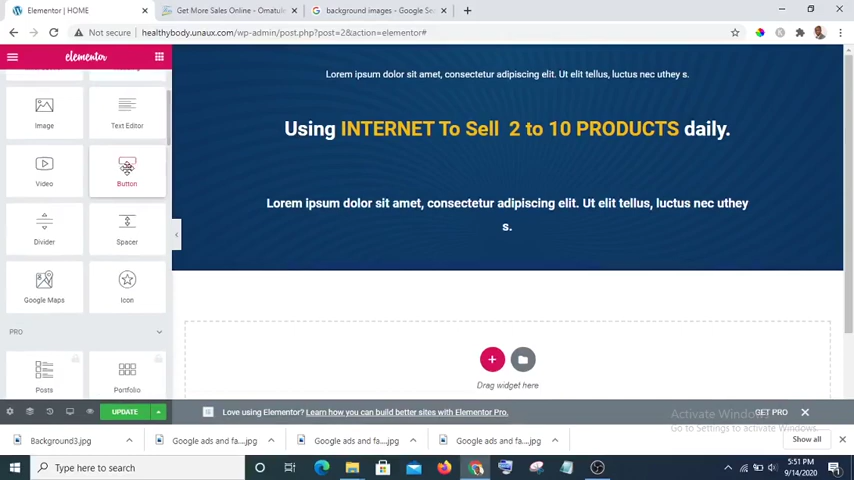 Elementor | HOME
Get More Sales Online - Omatul
background images - Google Se
Not secure
healthybody.unaux.com/wp-admin/post.php?post=2&action=elementor#
elementor
Lorem ipsum dolor sit amet, consectetur adipiscing elit. Ut elit tellus, luctus nec uthey s.
Image
Text Editor
Using INTERNET To Sell 2 to 10 PRODUCTS daily.
Video
Button
Lorem ipsum dolor sit amet, consectetur adipiscing elit. Ut elit tellus, luctus nec uthey
s.
Divider
Spacer
Google Maps
Icon
PRO
Posts
Portfolio
Drag widget here
UPDATE
Love using Elementor? Learn how you can build better sites with Elementor Pro.
GET PRO
Activate Windows
Go to Settings to activate Windows.
Background3.jpg
Google ads and fa....jpg
Google ads and fa....jpg
Google ads and fa....jpg
Show all
Type here to search
5:51 PM
9/14/2020